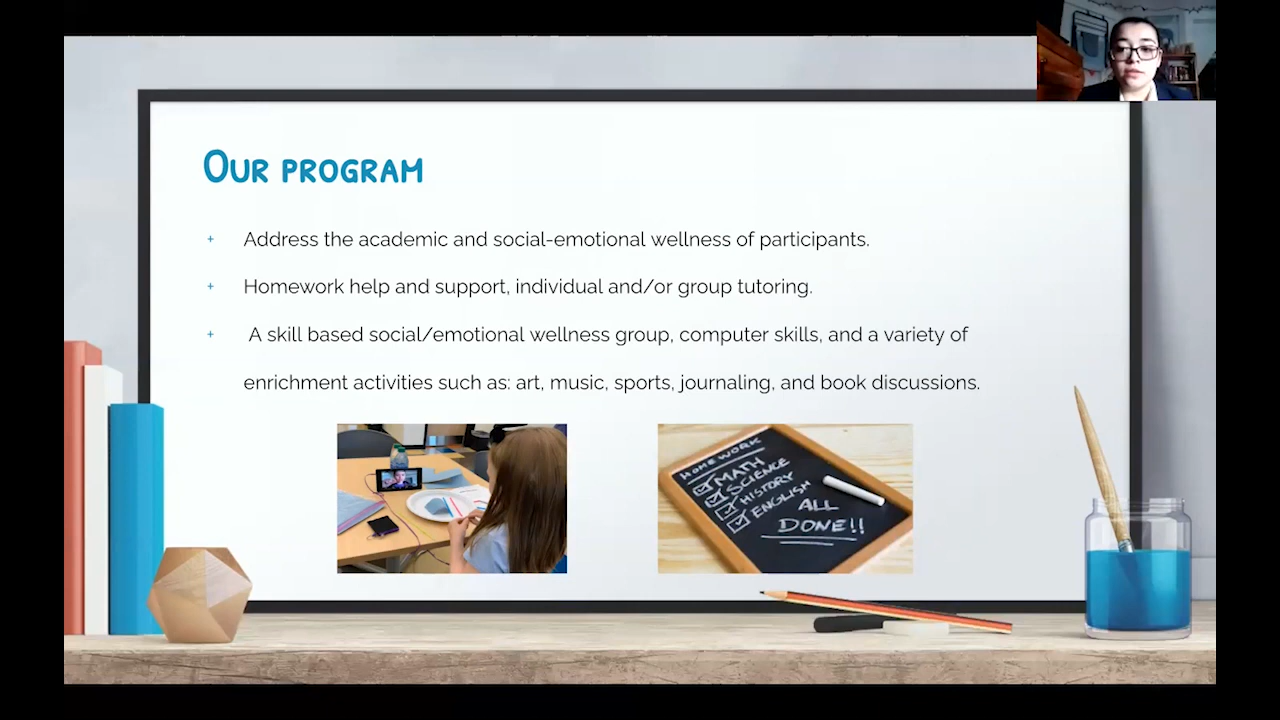 Our program
+ Address the academic and social-emotional wellness of participants.
+ Homework help and support, individual and/or group tutoring.
+ A skill based social/emotional wellness group, computer skills, and a variety of
enrichment activities such as: art, music, sports, journaling, and book discussions.
HOMEWORK
MATH
SCIENCE
HISTORY
ENGLISH
ALL
DONE!!